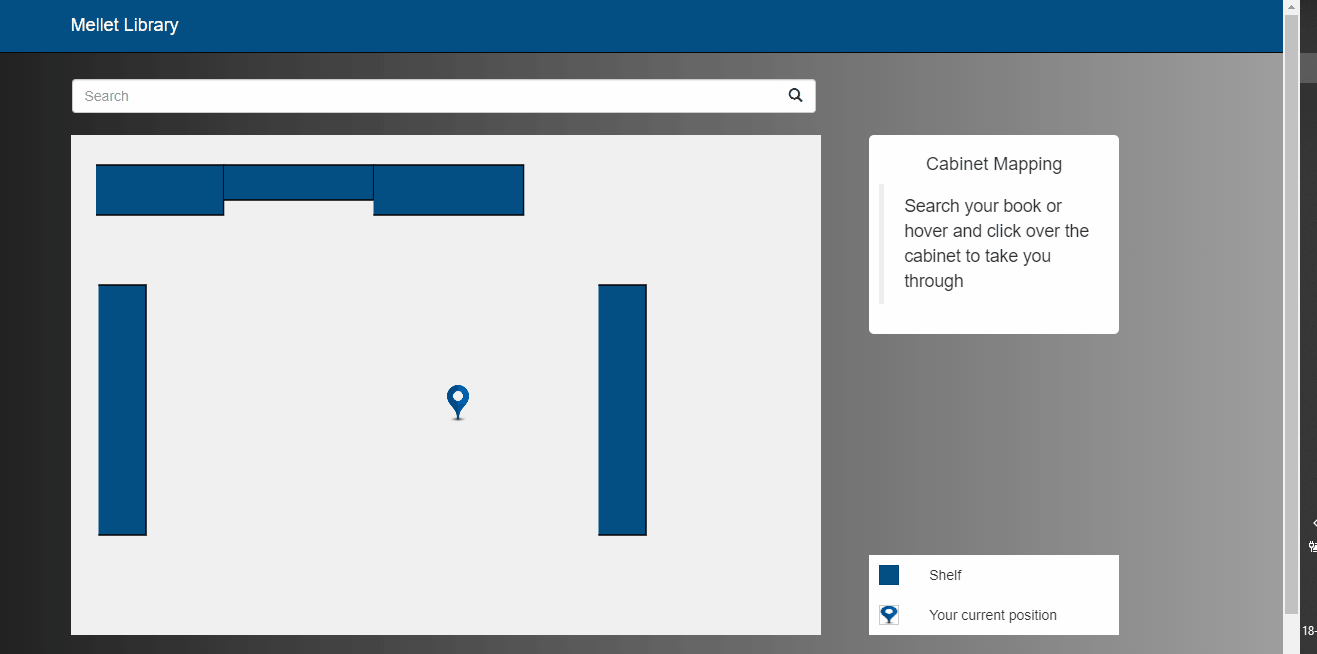 Mellet Library
Search
Cabinet Mapping
Search your book or
hover and click over the
cabinet to take you
through
Shelf
Your current position
18-